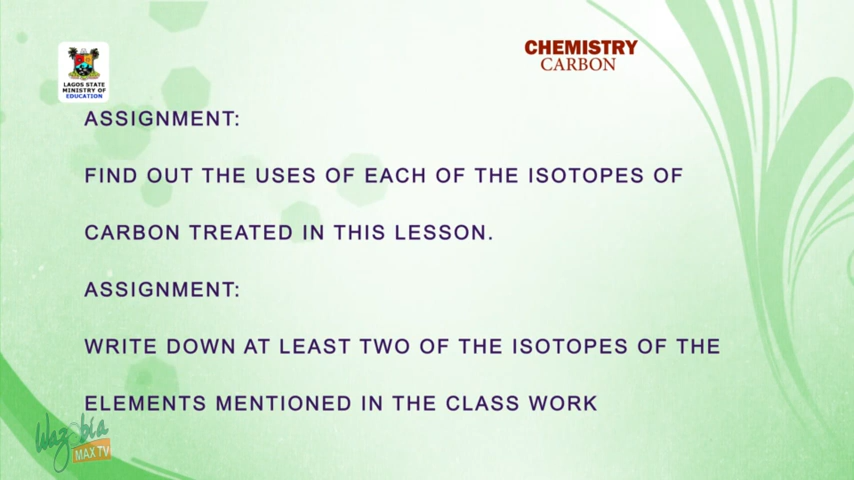 CHEMISTRY
CARBON
LAGOS STATE
MINISTRY OF
EDUCATION
ASSIGNMENT:
FIND OUT THE USES OF EACH OF THE ISOTOPES OF
CARBON TREATED IN THIS LESSON.
ASSIGNMENT:
WRITE DOWN AT LEAST TWO OF THE ISOTOPES OF THE
ELEMENTS MENTIONED IN THE CLASS WORK
Wazobia
MAX TV